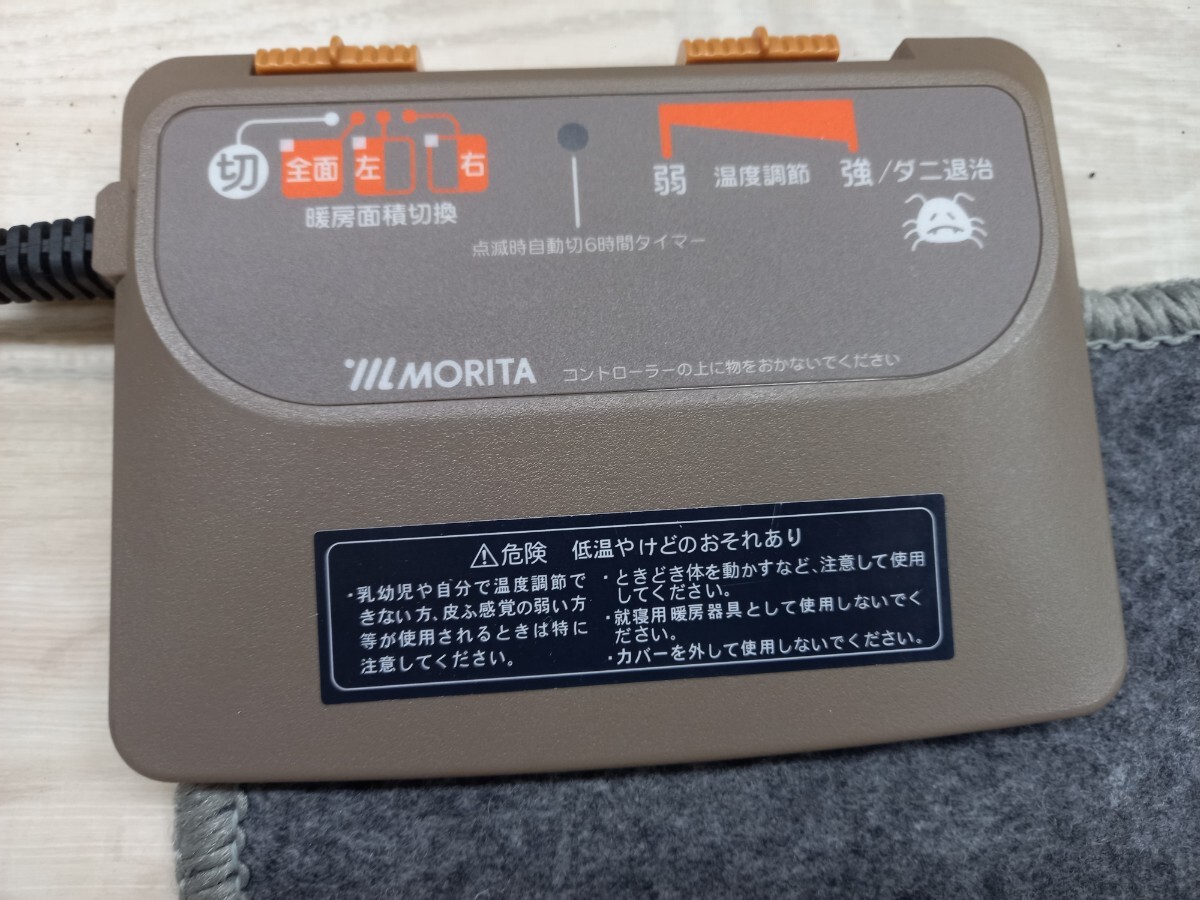 切 全面 左 右
暖房面積切換
点滅時自動切6時間タイマー
弱 温度調節 強/ダニ退治
MORITA コントローラーの上に物をおかないでください
⚠危険 低温やけどのおそれあり
・乳幼児や自分で温度調節で
きない方、皮ふ感覚の弱い方
等が使用されるときは特に
注意してください。
・ときどき体を動かすなど、注意して使用
してください。
・就寝用暖房器具として使用しないでく
ださい。
・カバーを外して使用しないでください。